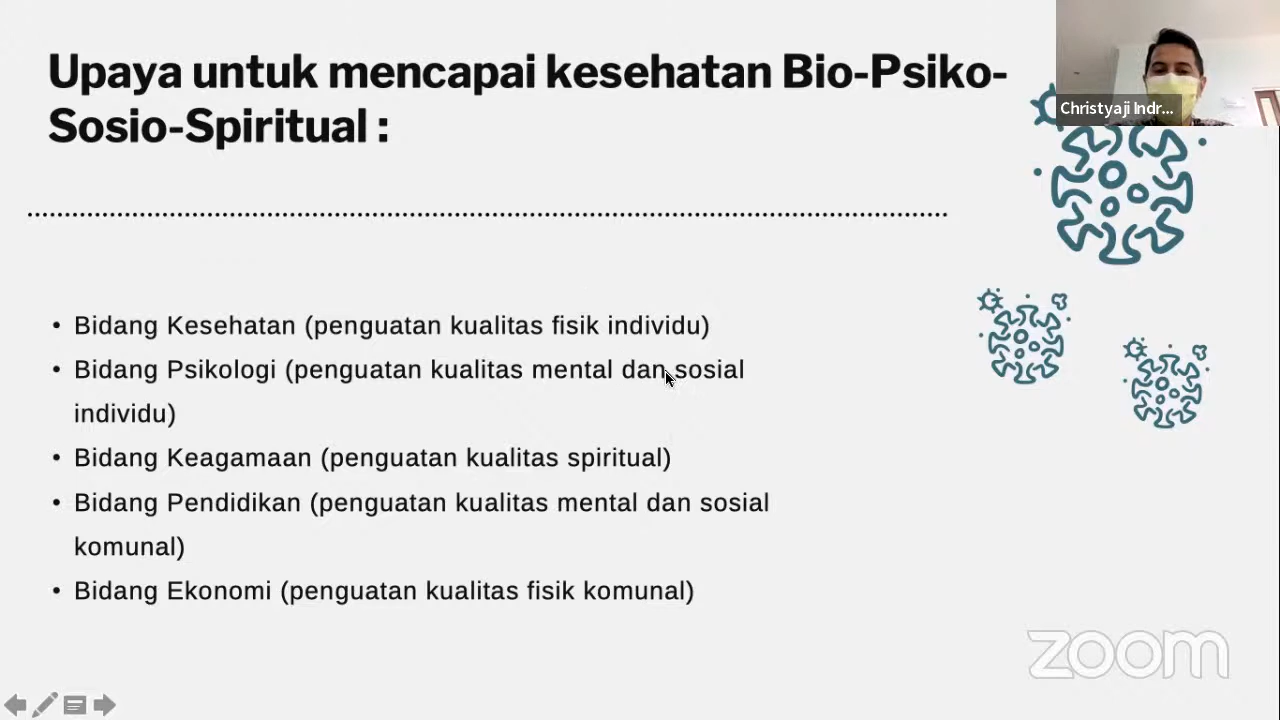 Upaya untuk mencapai kesehatan Bio-Psiko-
Sosio-Spiritual :
Christyaji Indr...
• Bidang Kesehatan (penguatan kualitas fisik individu)
• Bidang Psikologi (penguatan kualitas mental dan sosial
individu)
• Bidang Keagamaan (penguatan kualitas spiritual)
• Bidang Pendidikan (penguatan kualitas mental dan sosial
komunal)
• Bidang Ekonomi (penguatan kualitas fisik komunal)
zoom